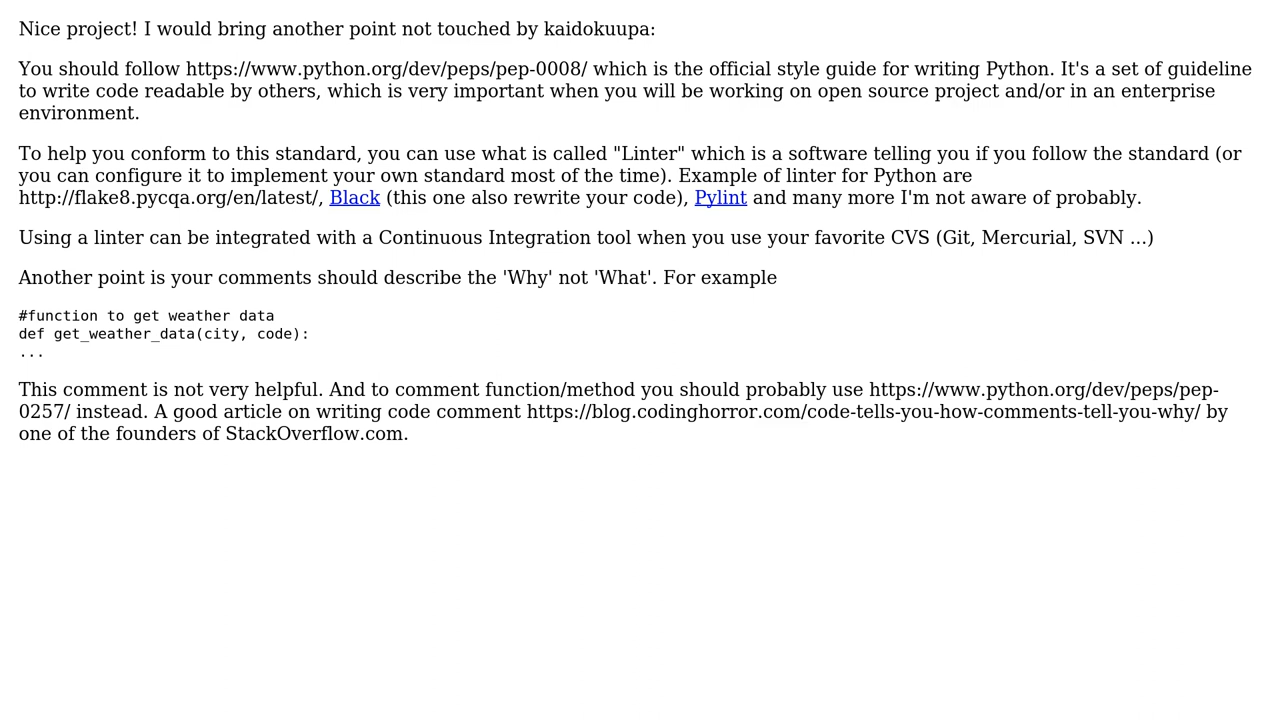 Nice project! I would bring another point not touched by kaidokuupa:
You should follow https://www.python.org/dev/peps/pep-0008/ which is the official style guide for writing Python. It's a set of guideline
to write code readable by others, which is very important when you will be working on open source project and/or in an enterprise
environment.
To help you conform to this standard, you can use what is called "Linter" which is a software telling you if you follow the standard (or
you can configure it to implement your own standard most of the time). Example of linter for Python are
http://flake8.pycqa.org/en/latest/, Black (this one also rewrite your code), Pylint and many more I'm not aware of probably.
Using a linter can be integrated with a Continuous Integration tool when you use your favorite CVS (Git, Mercurial, SVN ...)
Another point is your comments should describe the 'Why' not 'What'. For example
#function to get weather data
def get_weather_data(city, code):
...
This comment is not very helpful. And to comment function/method you should probably use https://www.python.org/dev/peps/pep-
0257/ instead. A good article on writing code comment https://blog.codinghorror.com/code-tells-you-how-comments-tell-you-why/ by
one of the founders of StackOverflow.com.